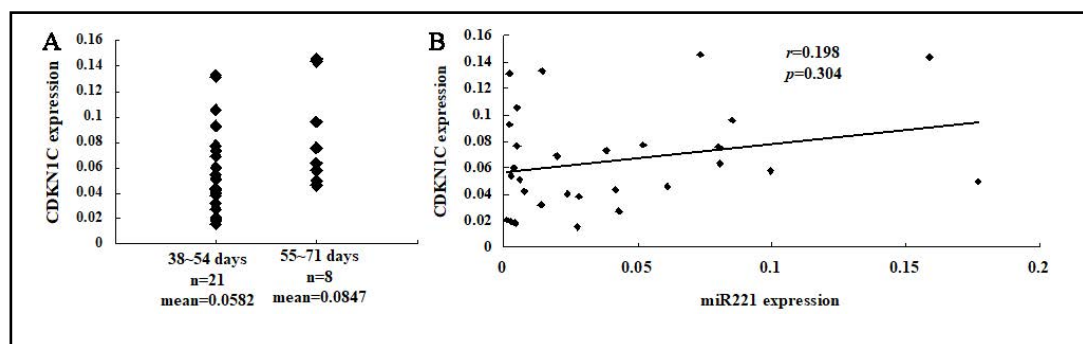 A
CDKN1C expression
0.16
0.14
0.12
0.1
0.08
0.06
0.04
0.02
0
38~54 days
n=21
mean=0.0582
55~71 days
n=8
mean=0.0847
B
CDKN1C expression
0.16
0.14
0.12
0.1
0.08
0.06
0.04
0.02
0
r=0.198
p=0.304
0 0.05 0.1 0.15 0.2
miR221 expression